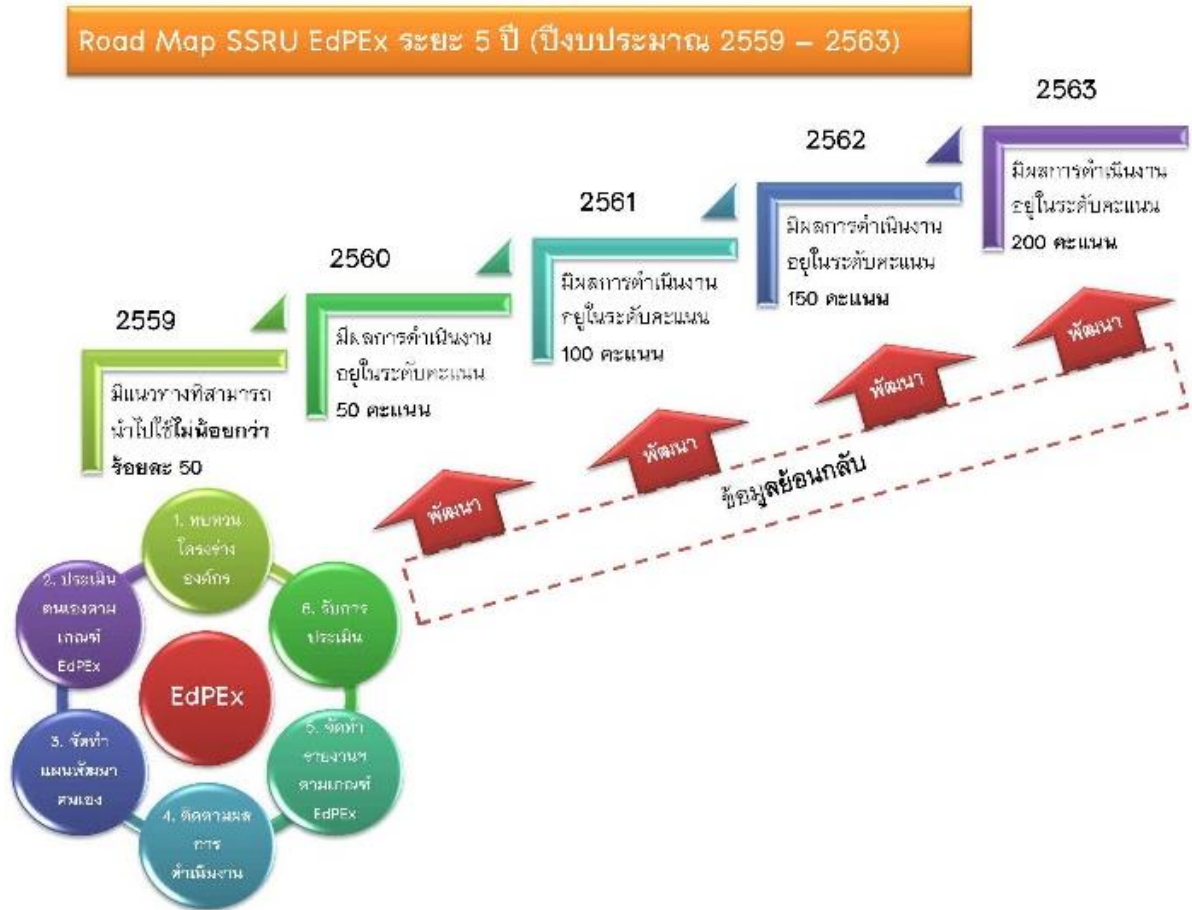 Road Map SSRU EdPEx ระยะ 5 ปี (ปีงบประมาณ 2559 – 2563)
2559
มีแนวทางที่สามารถ
นำไปใช้ไม่น้อยกว่า
ร้อยละ 50
2560
มีผลการดำเนินงาน
อยู่ในระดับคะแนน
50 คะแนน
2561
มีผลการดำเนินงาน
อยู่ในระดับคะแนน
100 คะแนน
2562
มีผลการดำเนินงาน
อยู่ในระดับคะแนน
150 คะแนน
2563
มีผลการดำเนินงาน
อยู่ในระดับคะแนน
200 คะแนน
พัฒนา
พัฒนา
พัฒนา
พัฒนา
ข้อมูลย้อนกลับ
EdPEx
1. ทบทวน
โครงร่าง
องค์กร
2. ประเมิน
ตนเองตาม
เกณฑ์
EdPEx
3. จัดทำ
แผนพัฒนา
ตนเอง
4. ติดตามผล
การ
ดำเนินงาน
5. จัดทำ
รายงานฯ
ตามเกณฑ์
EdPEx
6. รับการ
ประเมิน